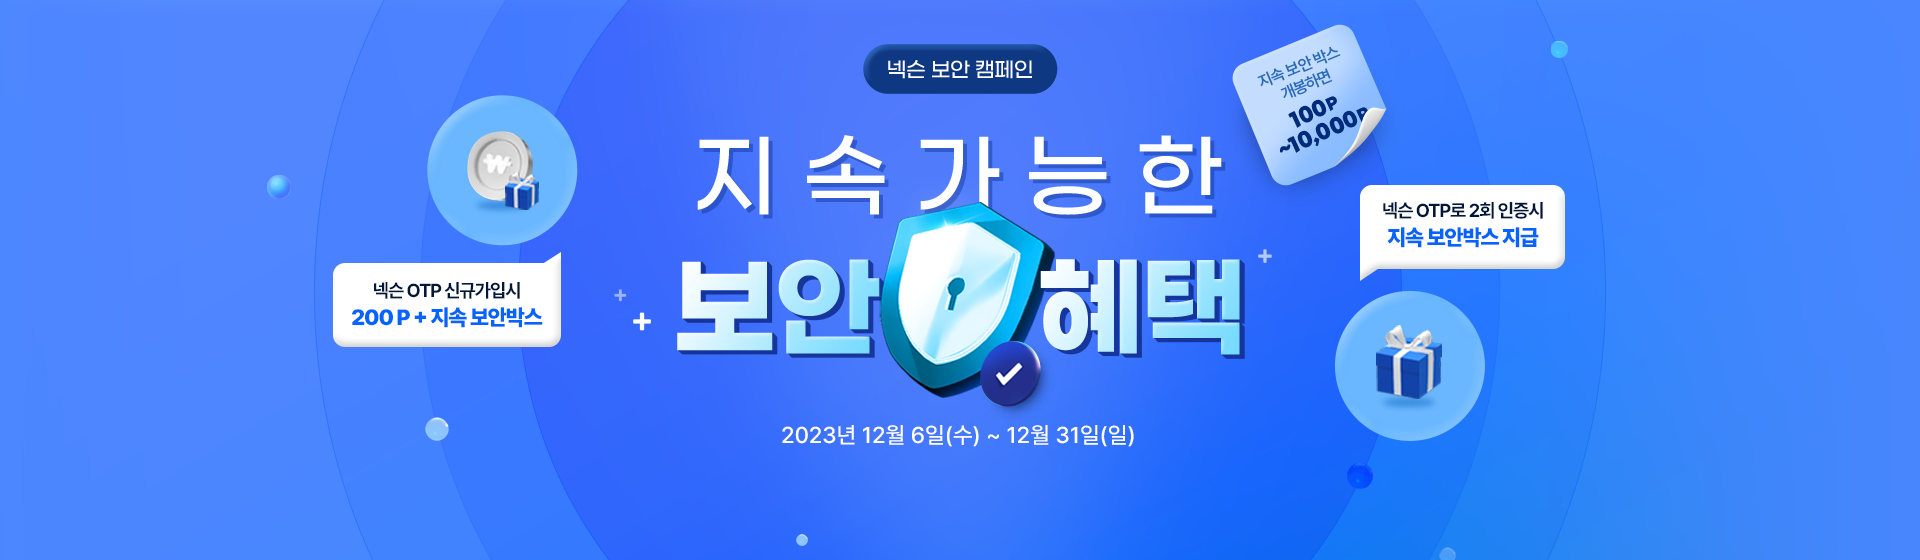 넥슨 보안 캠페인
지속가능한
보안 혜택
2023년 12월 6일(수) ~ 12월 31일(일)
넥슨 OTP 신규가입시
200 P + 지속 보안박스
지속 보안 박스
개봉하면
100P
~10,000P
넥슨 OTP로 2회 인증시
지속 보안박스 지급